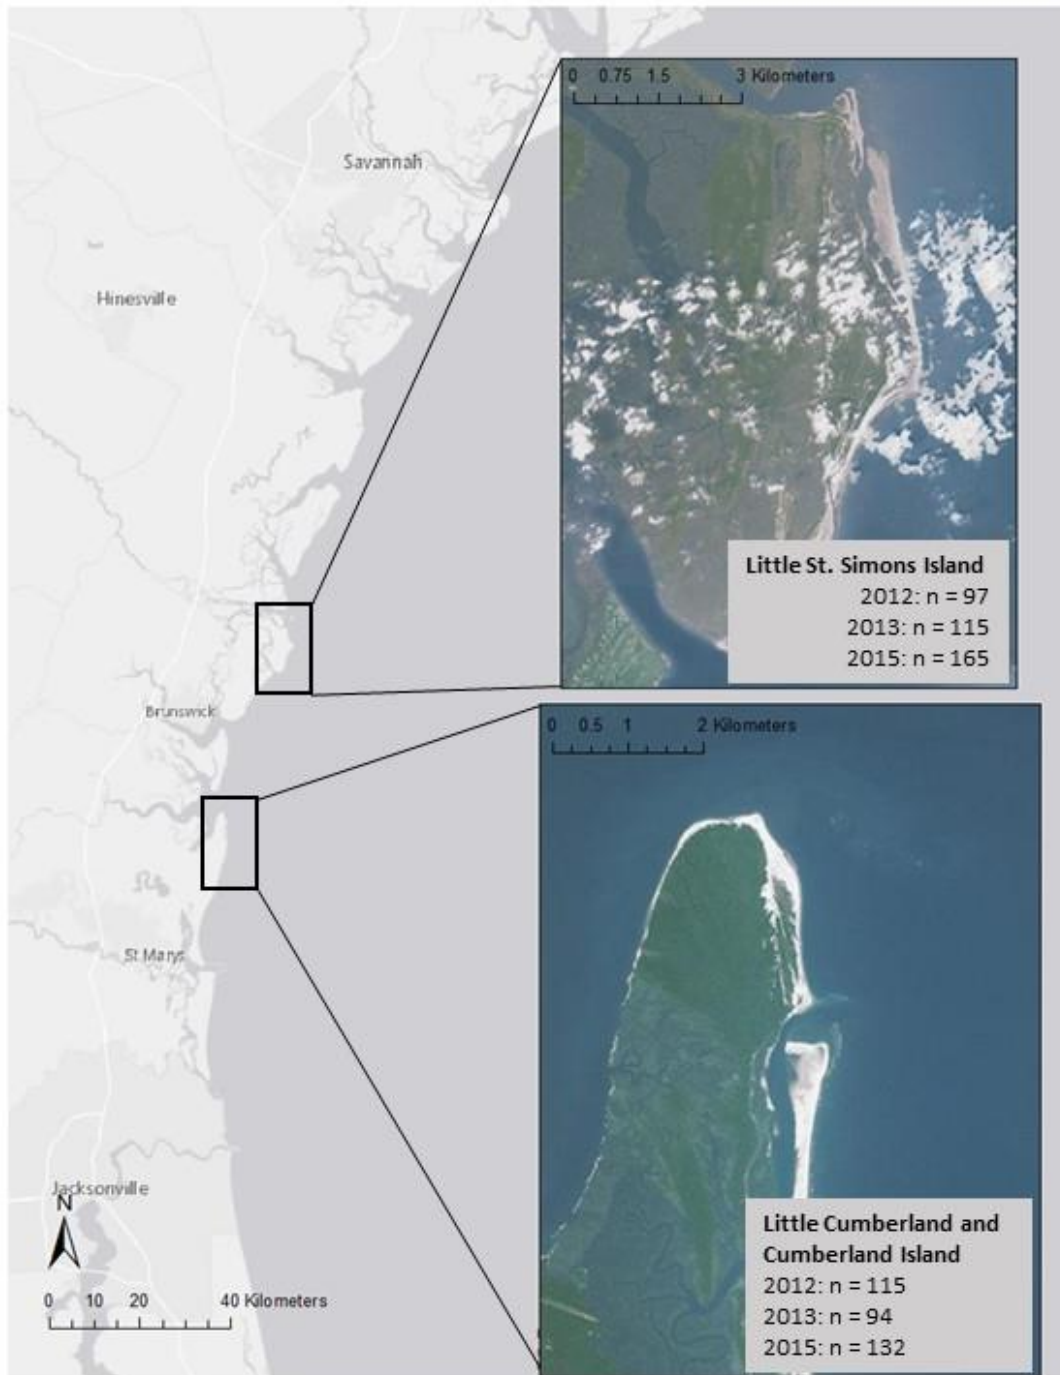 0 0.75 1.5 3 Kilometers
Savannah
Hinesville
Little St. Simons Island
2012: n = 97
2013: n = 115
2015: n = 165
Brunswick
0 0.5 1 2 Kilometers
St Marys
Jacksonville
N
0 10 20 40 Kilometers
Little Cumberland and
Cumberland Island
2012: n = 115
2013: n = 94
2015: n = 132